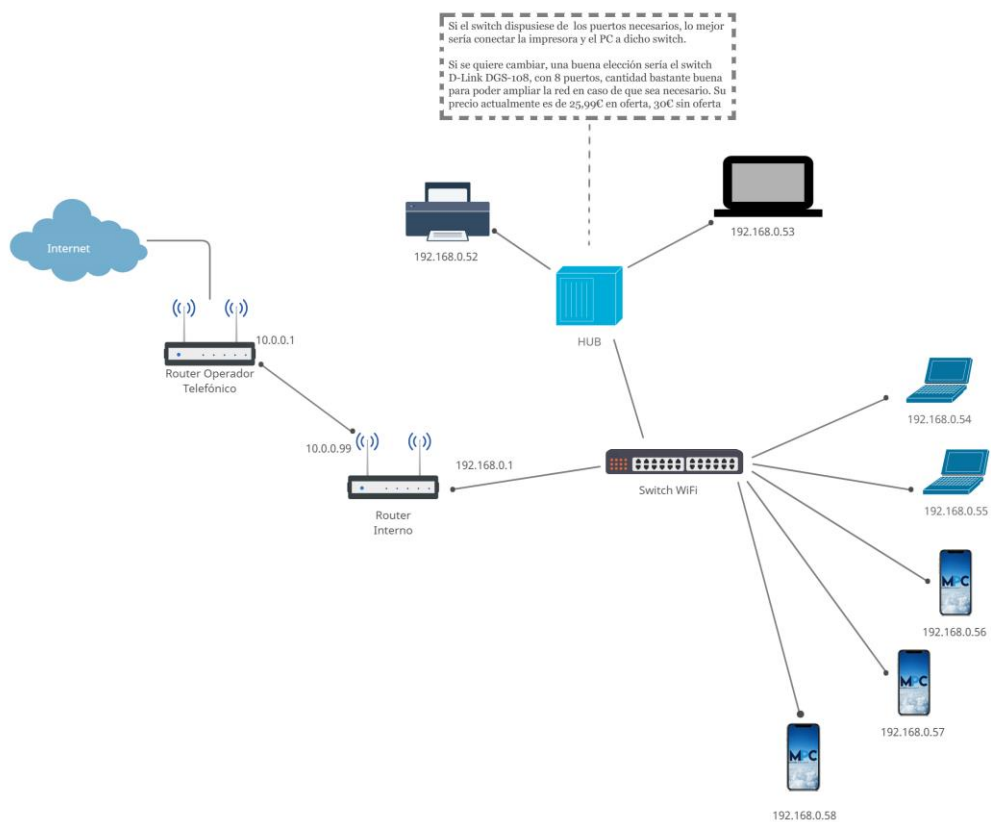 Si el switch dispusiese de los puertos necesarios, lo mejor
sería conectar la impresora y el PC a dicho switch.
Si se quiere cambiar, una buena elección sería el switch
D-Link DGS-108, con 8 puertos, cantidad bastante buena
para poder ampliar la red en caso de que sea necesario. Su
precio actualmente es de 25,99€ en oferta, 30€ sin oferta
192.168.0.52
192.168.0.53
Internet
HUB
10.0.0.1
Router Operador
Telefónico
192.168.0.54
10.0.0.99
192.168.0.1
Switch WiFi
Router
Interno
192.168.0.55
MPC
192.168.0.56
MPC
192.168.0.57
MPC
192.168.0.58